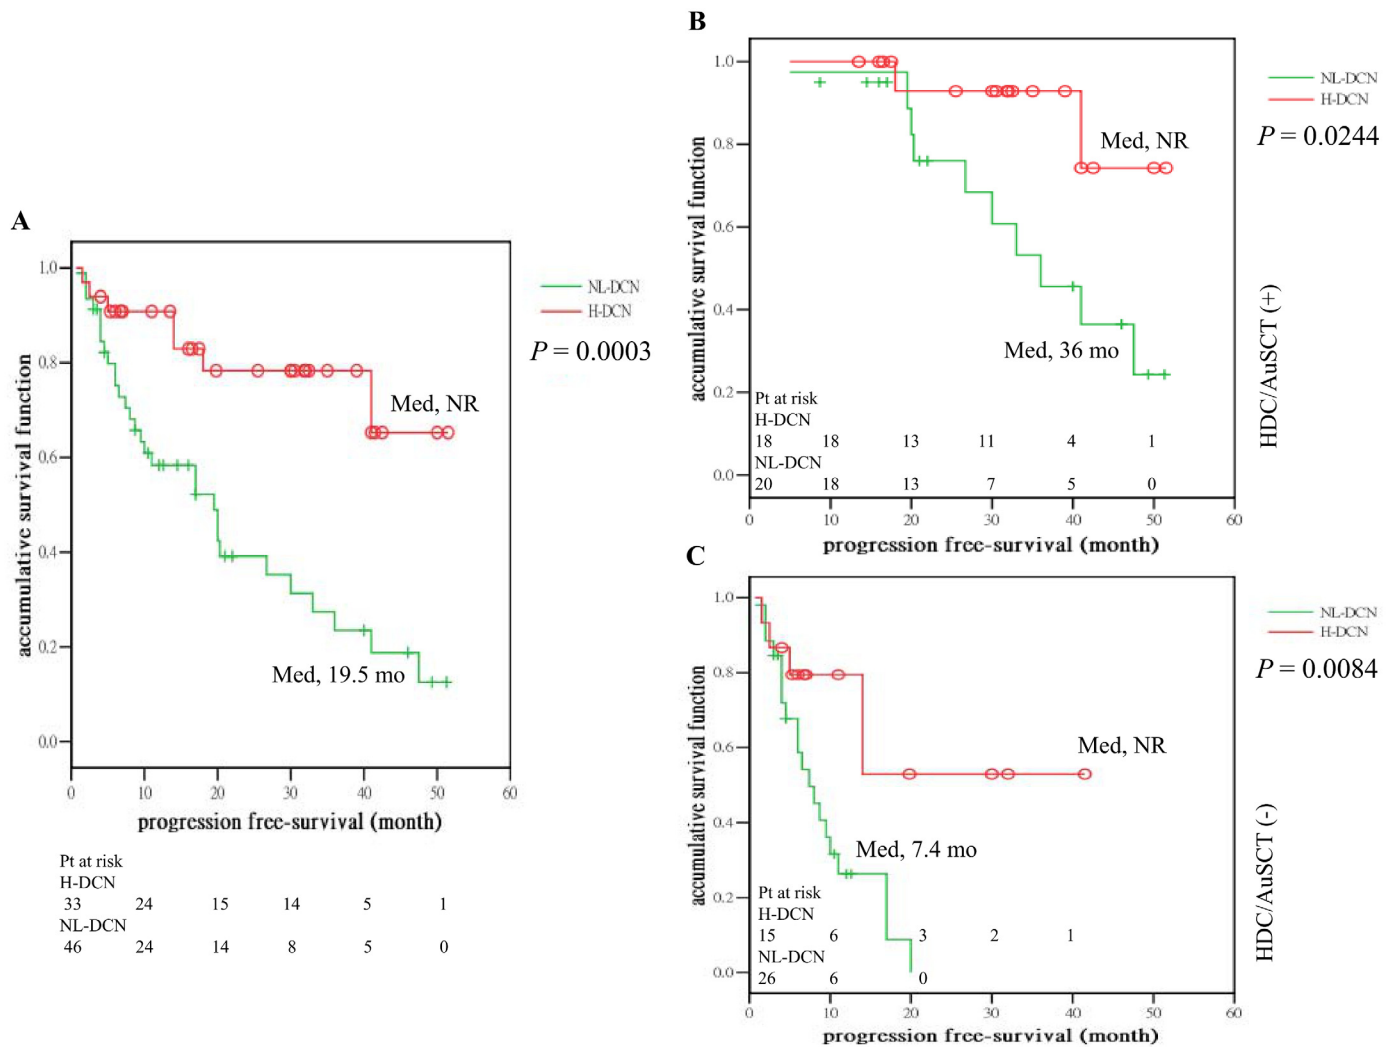 A
accumulative survival function
1.0
0.8
0.6
0.4
0.2
0.0
Med, NR
Med, 19.5 mo
0 10 20 30 40 50 60
progression free-survival (month)
NL-DCN
H-DCN
P = 0.0003
Pt at risk
H-DCN
33 24 15 14 5 1
NL-DCN
46 24 14 8 5 0
B
accumulative survival function
1.0
0.8
0.6
0.4
0.2
0.0
Med, NR
Med, 36 mo
Pt at risk
H-DCN
18 18 13 11 4 1
NL-DCN
20 18 13 7 5 0
0 10 20 30 40 50 60
progression free-survival (month)
NL-DCN
H-DCN
P = 0.0244
HDC/AuSCT (+)
C
accumulative survival function
1.0
0.8
0.6
0.4
0.2
0.0
Med, NR
Med, 7.4 mo
Pt at risk
H-DCN
15 6 3 2 1
NL-DCN
26 6 0
0 10 20 30 40 50 60
progression free-survival (month)
NL-DCN
H-DCN
P = 0.0084
HDC/AuSCT (-)